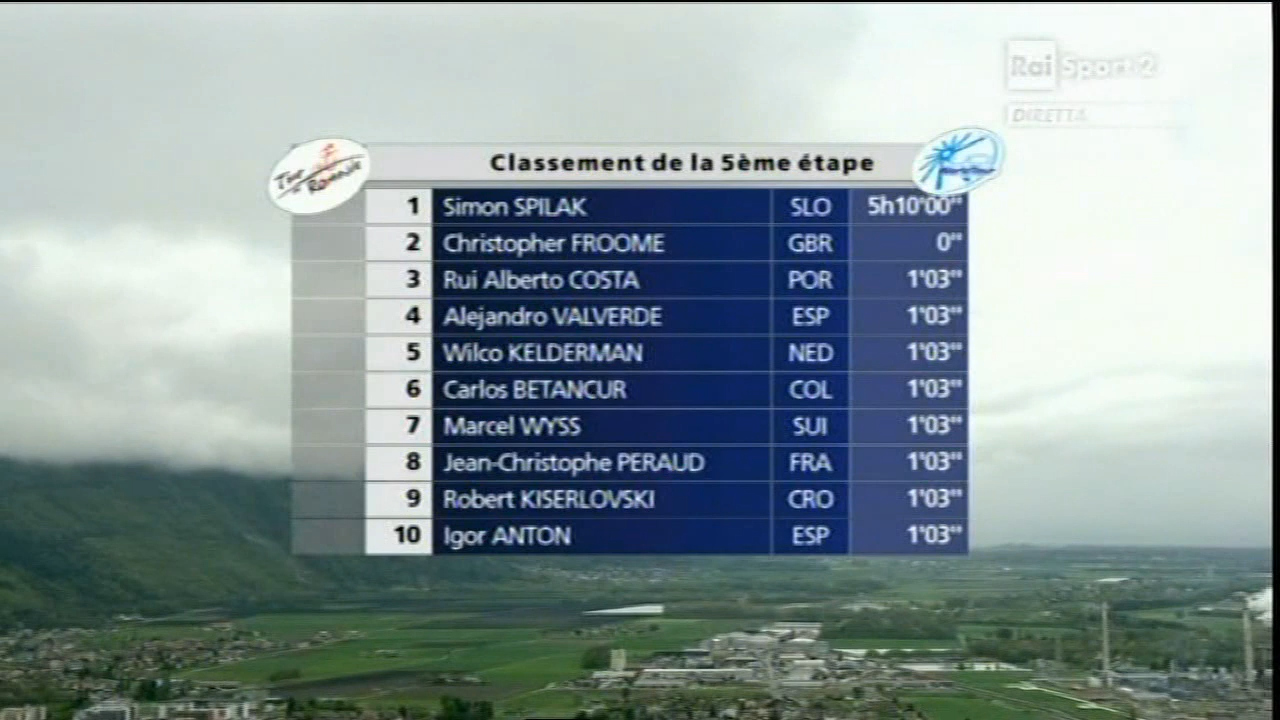 Rai Sport 2
DIRETTA
Tour de Romandie
Classement de la 5ème étape
1 Simon SPILAK SLO 5h10'00"
2 Christopher FROOME GBR 0"
3 Rui Alberto COSTA POR 1'03"
4 Alejandro VALVERDE ESP 1'03"
5 Wilco KELDERMAN NED 1'03"
6 Carlos BETANCUR COL 1'03"
7 Marcel WYSS SUI 1'03"
8 Jean-Christophe PERAUD FRA 1'03"
9 Robert KISERLOVSKI CRO 1'03"
10 Igor ANTON ESP 1'03"